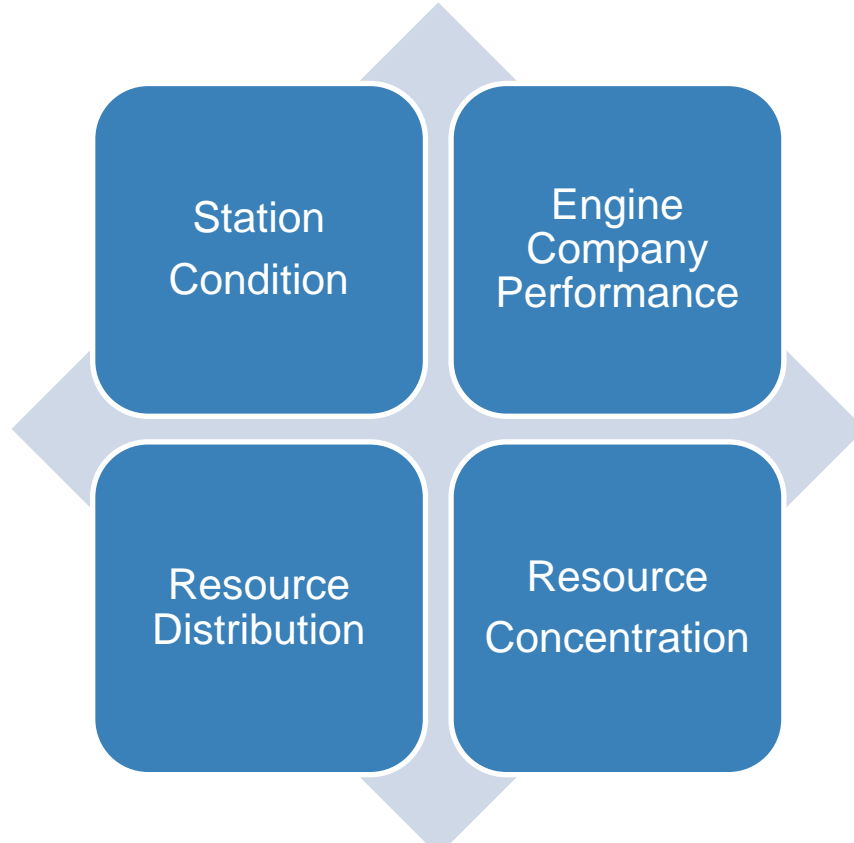 Station
Condition
Engine
Company
Performance
Resource
Distribution
Resource
Concentration